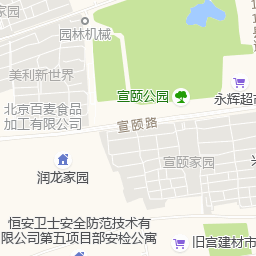 家园
园林机械
美利新世界
宣颐公园
永辉超
北京百麦食品
加工有限公司
宣颐路
宣颐家园
润龙家园
恒安卫士安全防范技术有
限公司第五项目部安检公寓
旧宫建材市